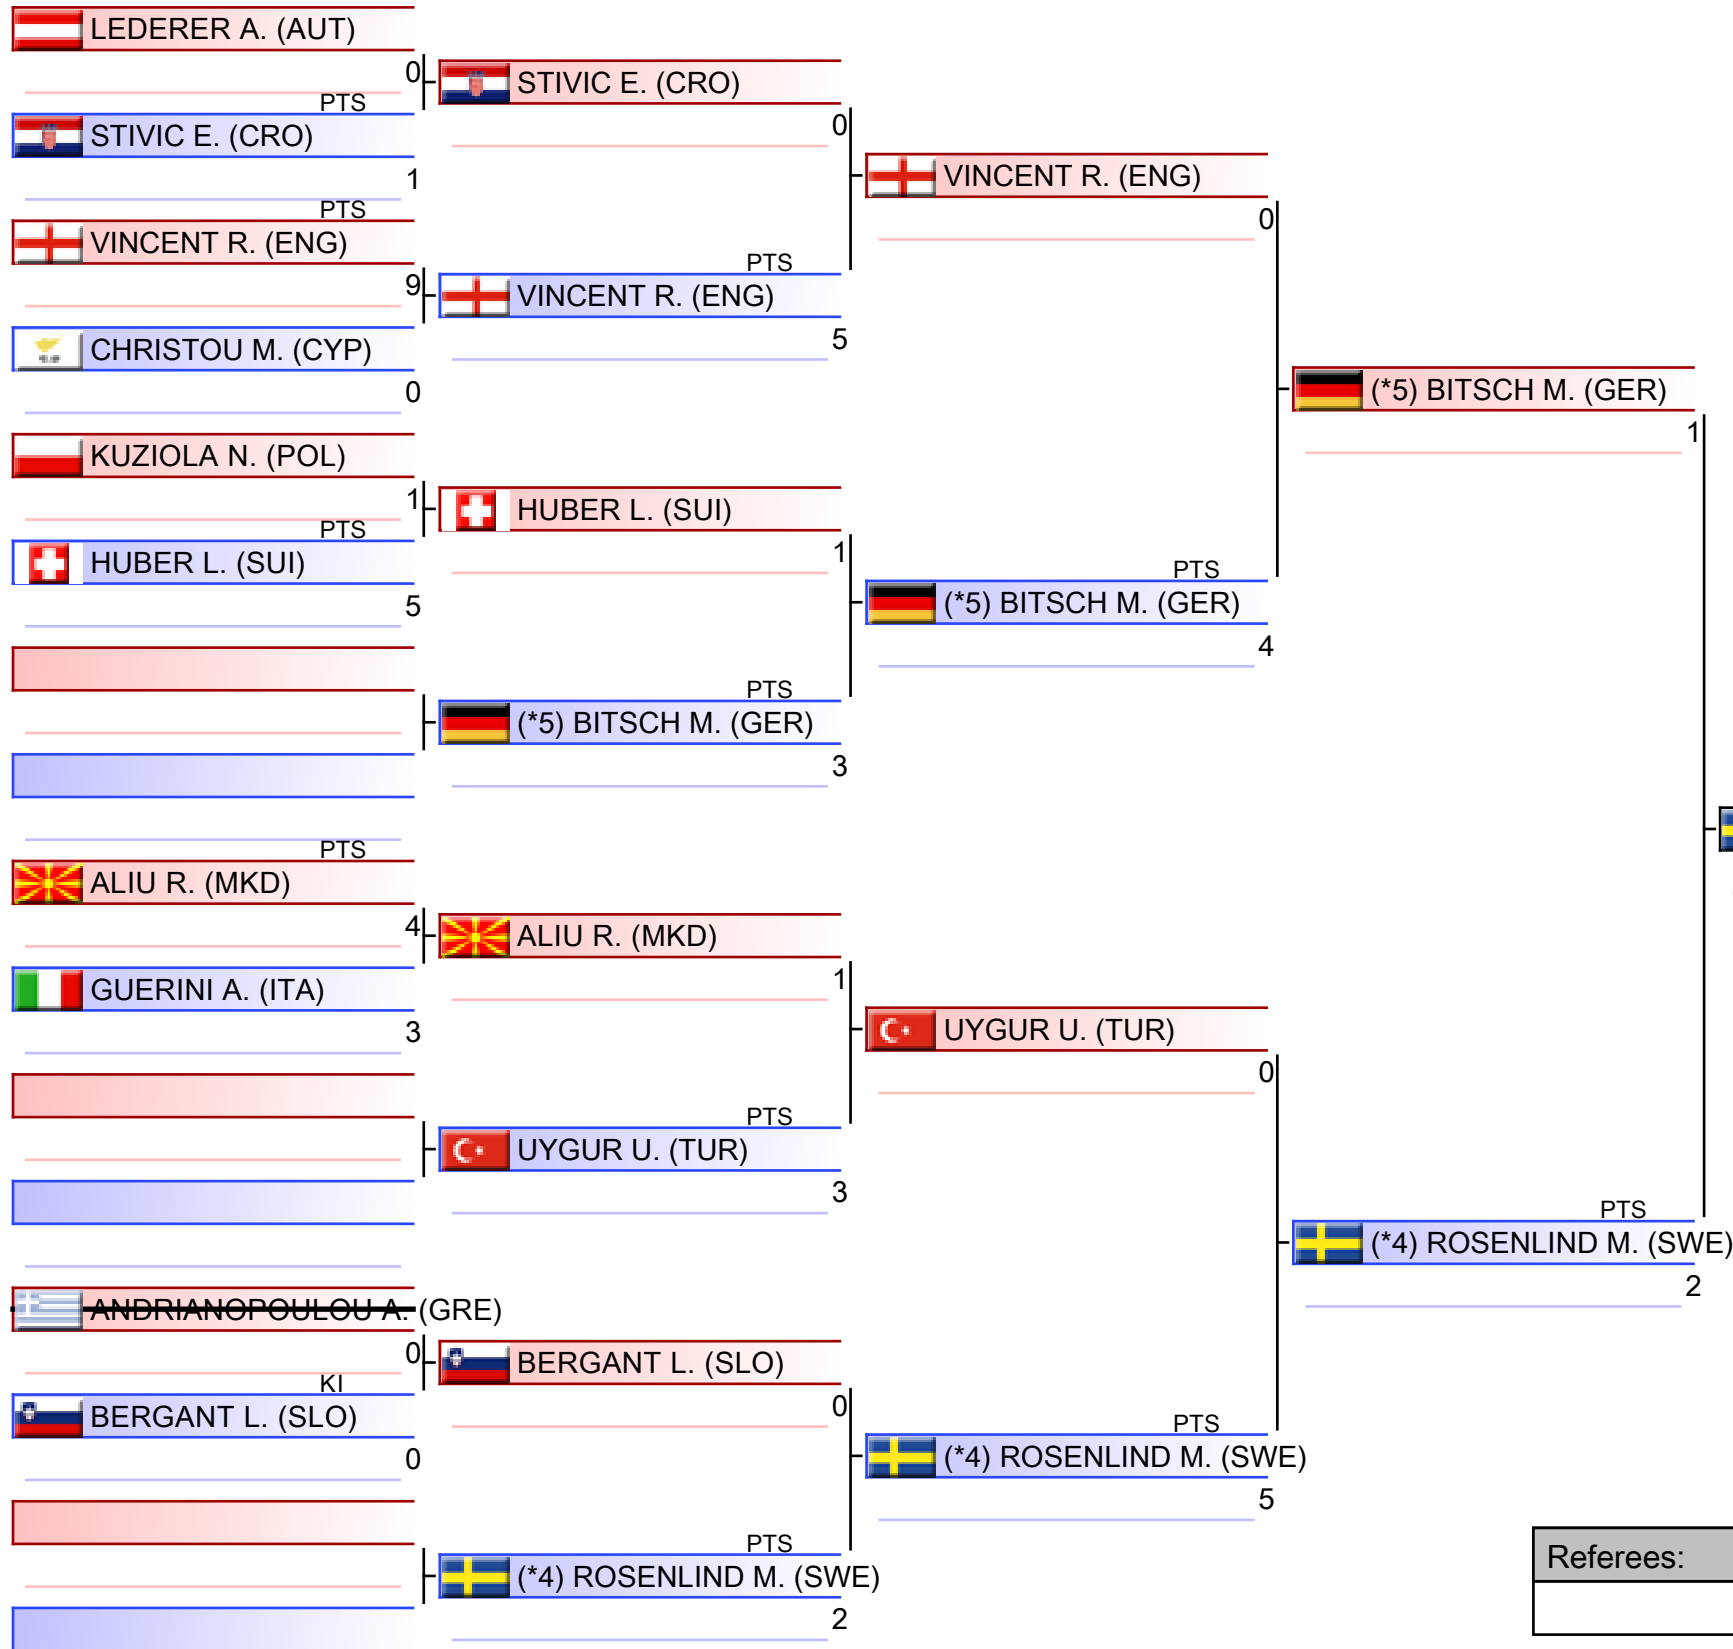 LEDERER A. (AUT)
0
PTS
STIVIC E. (CRO)
1
PTS
VINCENT R. (ENG)
9
CHRISTOU M. (CYP)
0
KUZIOLA N. (POL)
1
PTS
HUBER L. (SUI)
5
PTS
ALIU R. (MKD)
4
GUERINI A. (ITA)
3
ANDRIANOPOULOU A. (GRE)
0
KI
BERGANT L. (SLO)
0
STIVIC E. (CRO)
0
PTS
VINCENT R. (ENG)
5
HUBER L. (SUI)
1
PTS
(*5) BITSCH M. (GER)
3
ALIU R. (MKD)
1
PTS
UYGUR U. (TUR)
3
BERGANT L. (SLO)
0
PTS
(*4) ROSENLIND M. (SWE)
2
VINCENT R. (ENG)
0
PTS
(*5) BITSCH M. (GER)
4
UYGUR U. (TUR)
0
PTS
(*4) ROSENLIND M. (SWE)
5
(*5) BITSCH M. (GER)
1
PTS
(*4) ROSENLIND M. (SWE)
2
Referees: